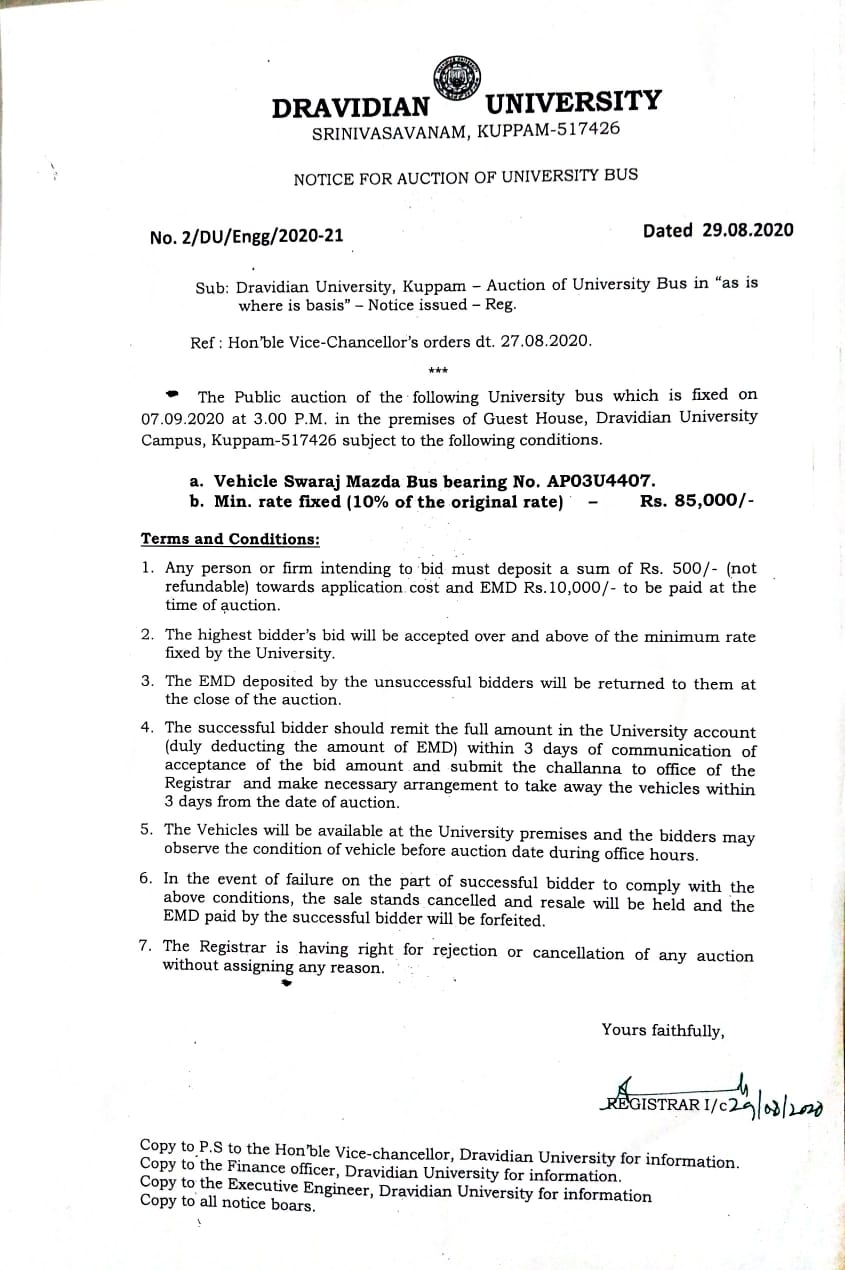 DRAVIDIAN UNIVERSITY
SRINIVASAVANAM, KUPPAM-517426
NOTICE FOR AUCTION OF UNIVERSITY BUS
No. 2/DU/Engg/2020-21 Dated 29.08.2020
Sub: Dravidian University, Kuppam – Auction of University Bus in “as is
where is basis” – Notice issued – Reg.
Ref : Hon’ble Vice-Chancellor’s orders dt. 27.08.2020.
***
The Public auction of the following University bus which is fixed on
07.09.2020 at 3.00 P.M. in the premises of Guest House, Dravidian University
Campus, Kuppam-517426 subject to the following conditions.
a. Vehicle Swaraj Mazda Bus bearing No. AP03U4407.
b. Min. rate fixed (10% of the original rate) – Rs. 85,000/-
Terms and Conditions:
1. Any person or firm intending to bid must deposit a sum of Rs. 500/- (not
refundable) towards application cost and EMD Rs.10,000/- to be paid at the
time of auction.
2. The highest bidder’s bid will be accepted over and above of the minimum rate
fixed by the University.
3. The EMD deposited by the unsuccessful bidders will be returned to them at
the close of the auction.
4. The successful bidder should remit the full amount in the University account
(duly deducting the amount of EMD) within 3 days of communication of
acceptance of the bid amount and submit the challanna to office of the
Registrar and make necessary arrangement to take away the vehicles within
3 days from the date of auction.
5. The Vehicles will be available at the University premises and the bidders may
observe the condition of vehicle before auction date during office hours.
6. In the event of failure on the part of successful bidder to comply with the
above conditions, the sale stands cancelled and resale will be held and the
EMD paid by the successful bidder will be forfeited.
7. The Registrar is having right for rejection or cancellation of any auction
without assigning any reason.
Yours faithfully,
REGISTRAR I/c 29/08/2020
Copy to P.S to the Hon’ble Vice-chancellor, Dravidian University for information.
Copy to the Finance officer, Dravidian University for information.
Copy to the Executive Engineer, Dravidian University for information
Copy to all notice boars.